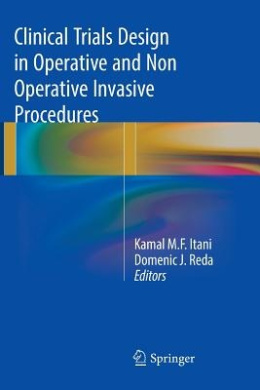 Clinical Trials Design
in Operative and Non
Operative Invasive
Procedures
Kamal M.F. Itani
Domenic J. Reda
Editors
Springer